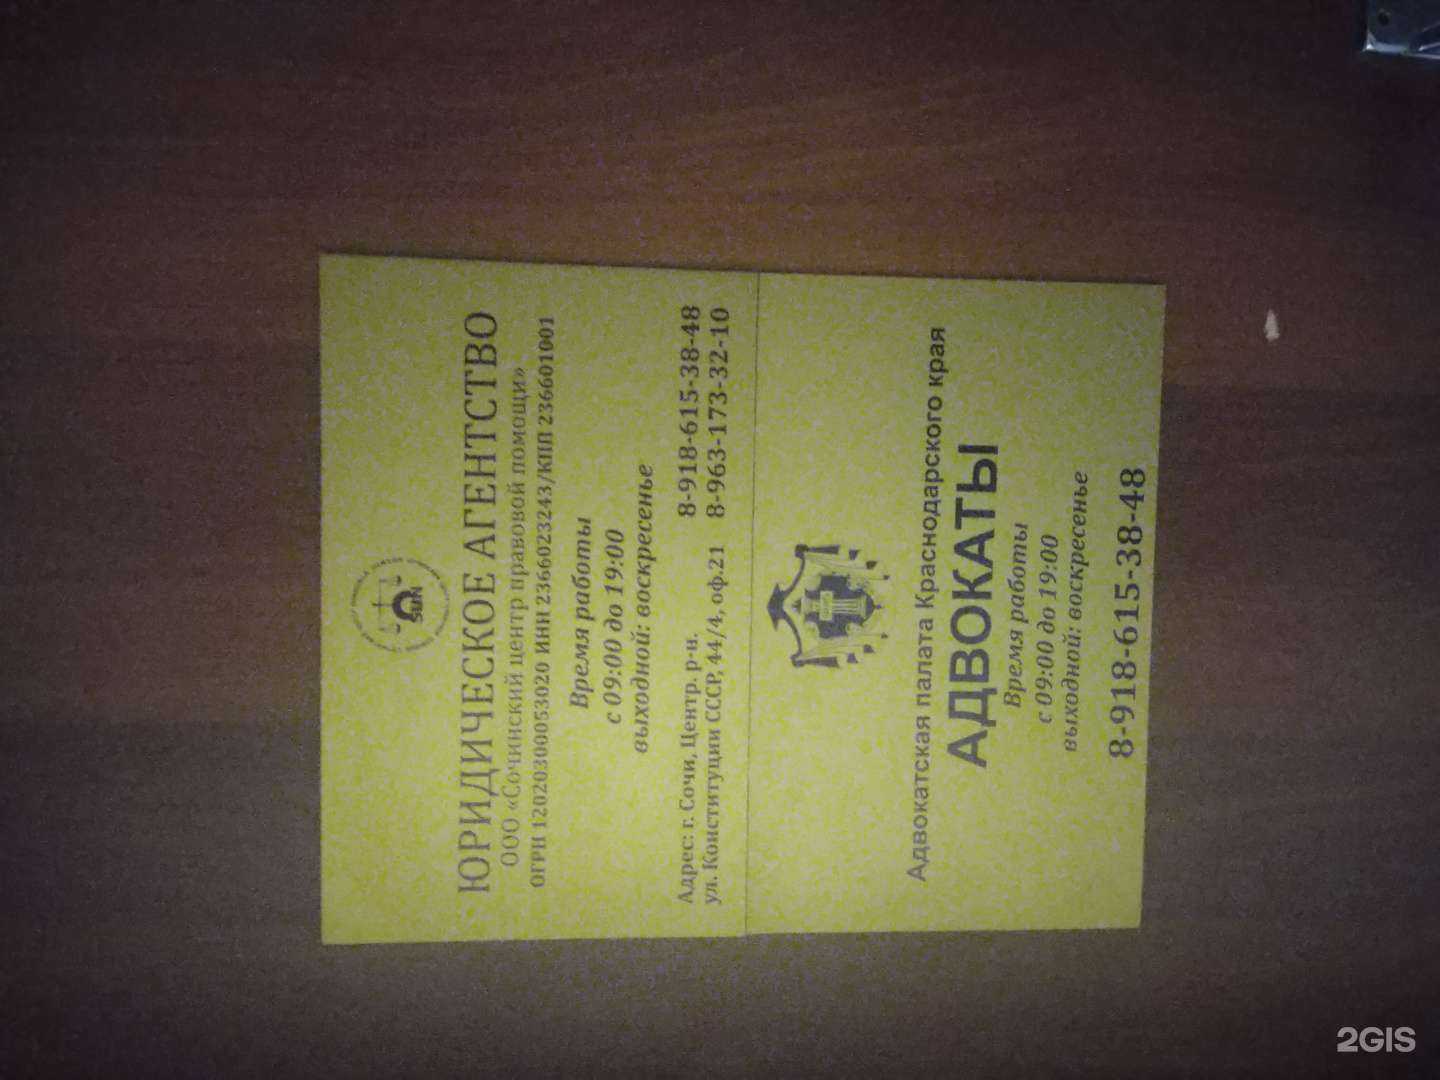 ЮРИДИЧЕСКОЕ АГЕНТСТВО
ООО «Сочинский центр правовой помощи»
ОГРН 1202300053020 ИНН 2366023243/КПП 236601001
Время работы
с 09:00 до 19:00
выходной: воскресенье
Адрес: г. Сочи, Центр. р-н.
ул. Конституции СССР, 44/4, оф.21
8-918-615-38-48
8-963-173-32-10
Адвокатская палата Краснодарского края
АДВОКАТЫ
Время работы
с 09:00 до 19:00
выходной: воскресенье
8-918-615-38-48
2GIS